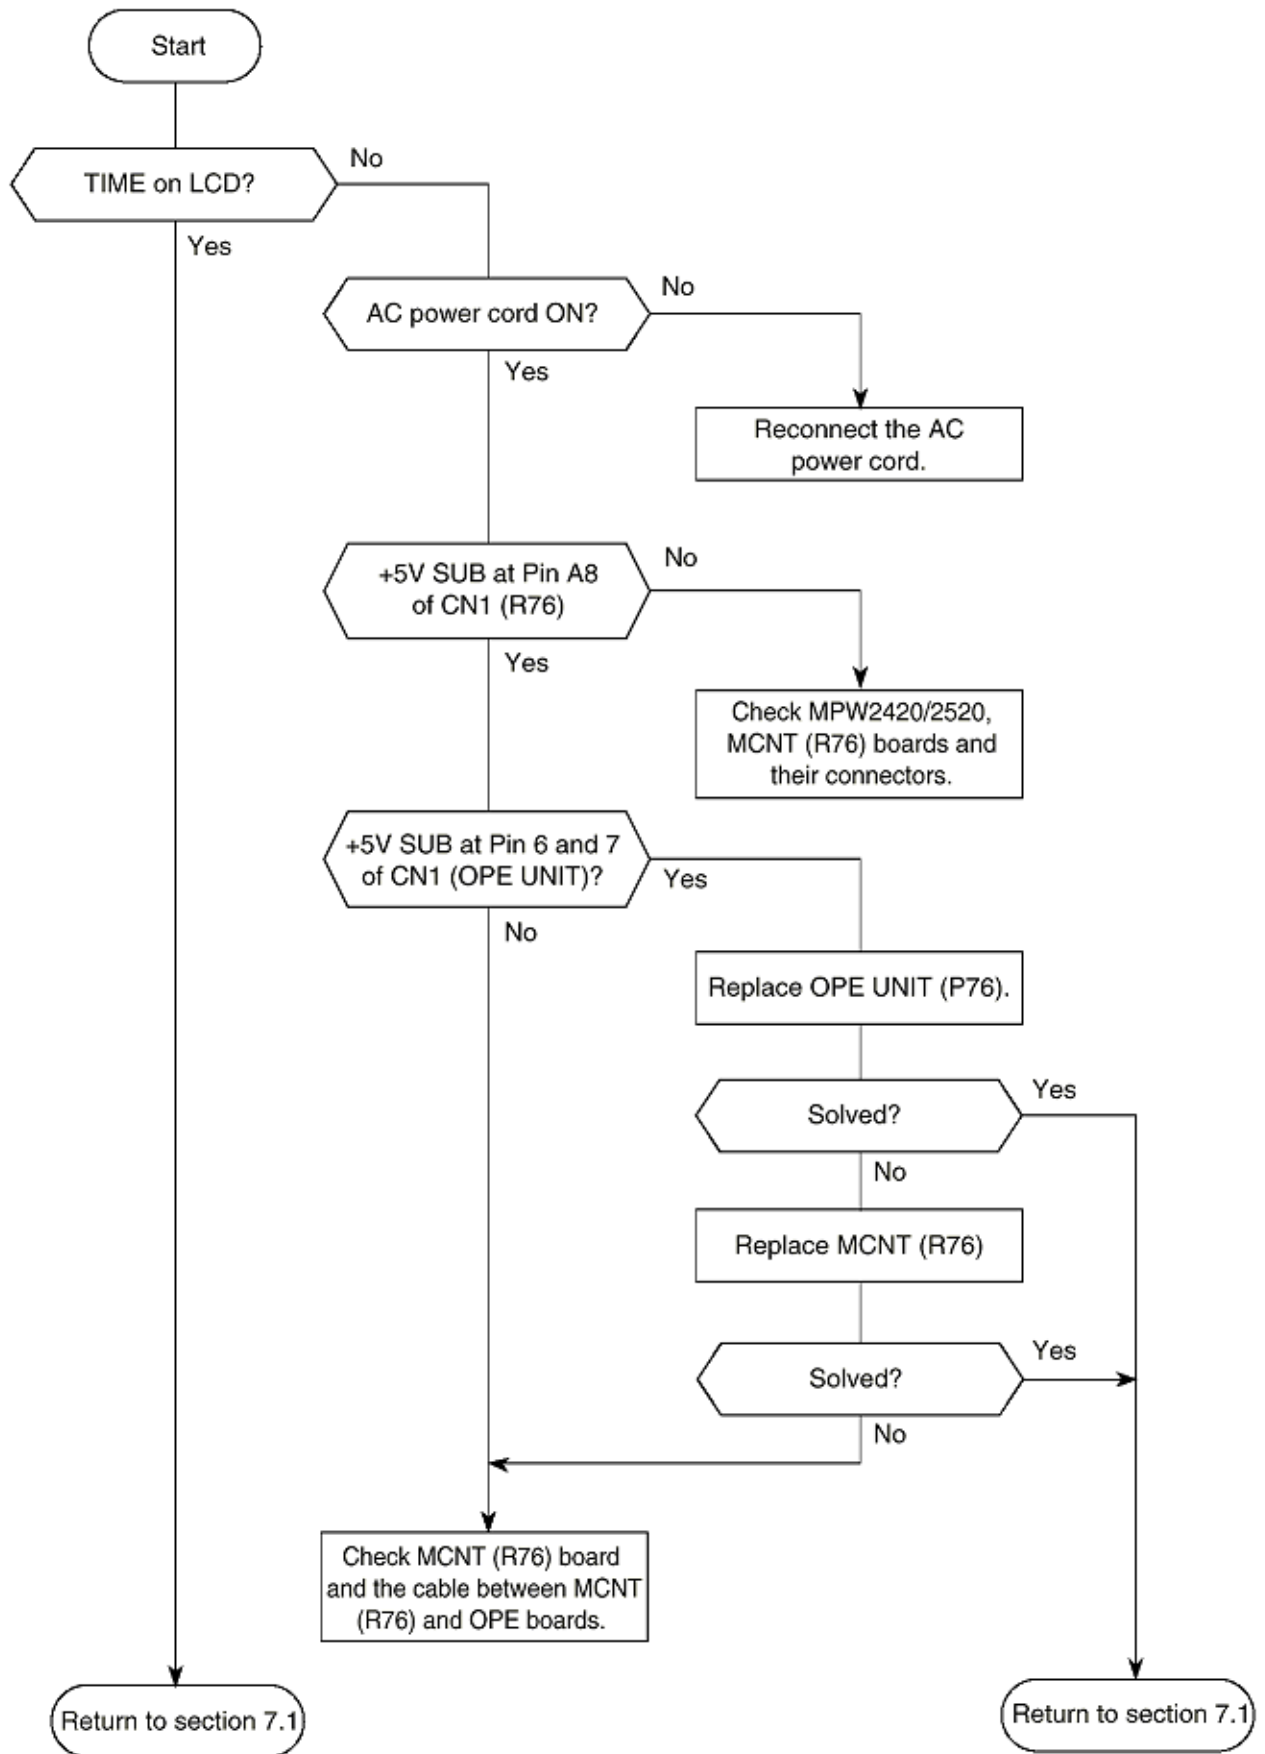 Start
TIME on LCD?
No
Yes
AC power cord ON?
No
Yes
Reconnect the AC
power cord.
+5V SUB at Pin A8
of CN1 (R76)
No
Yes
Check MPW2420/2520,
MCNT (R76) boards and
their connectors.
+5V SUB at Pin 6 and 7
of CN1 (OPE UNIT)?
Yes
No
Replace OPE UNIT (P76).
Solved?
Yes
No
Replace MCNT (R76)
Solved?
Yes
No
Check MCNT (R76) board
and the cable between MCNT
(R76) and OPE boards.
Return to section 7.1
Return to section 7.1